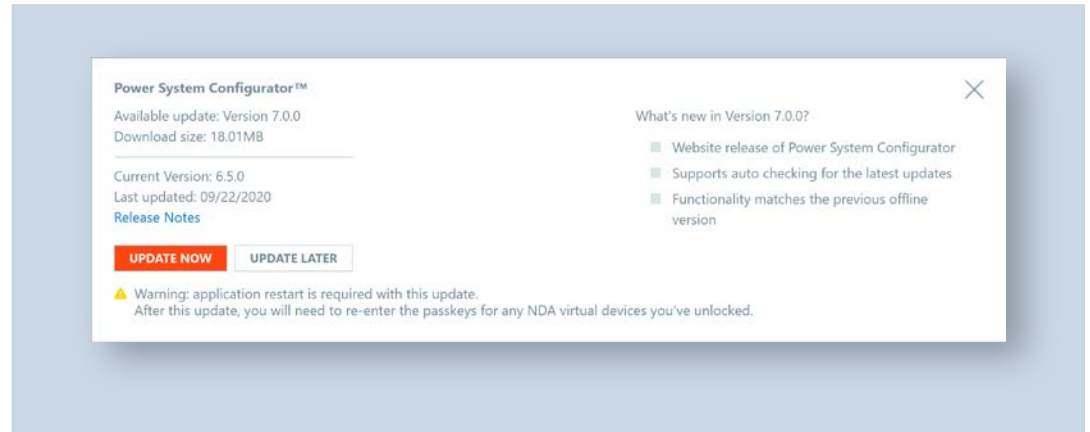 Power System Configurator™
Available update: Version 7.0.0
Download size: 18.01MB
Current Version: 6.5.0
Last updated: 09/22/2020
Release Notes
UPDATE NOW
UPDATE LATER
Warning: application restart is required with this update.
After this update, you will need to re-enter the passkeys for any NDA virtual devices you've unlocked.
What's new in Version 7.0.0?
Website release of Power System Configurator
Supports auto checking for the latest updates
Functionality matches the previous offline
version